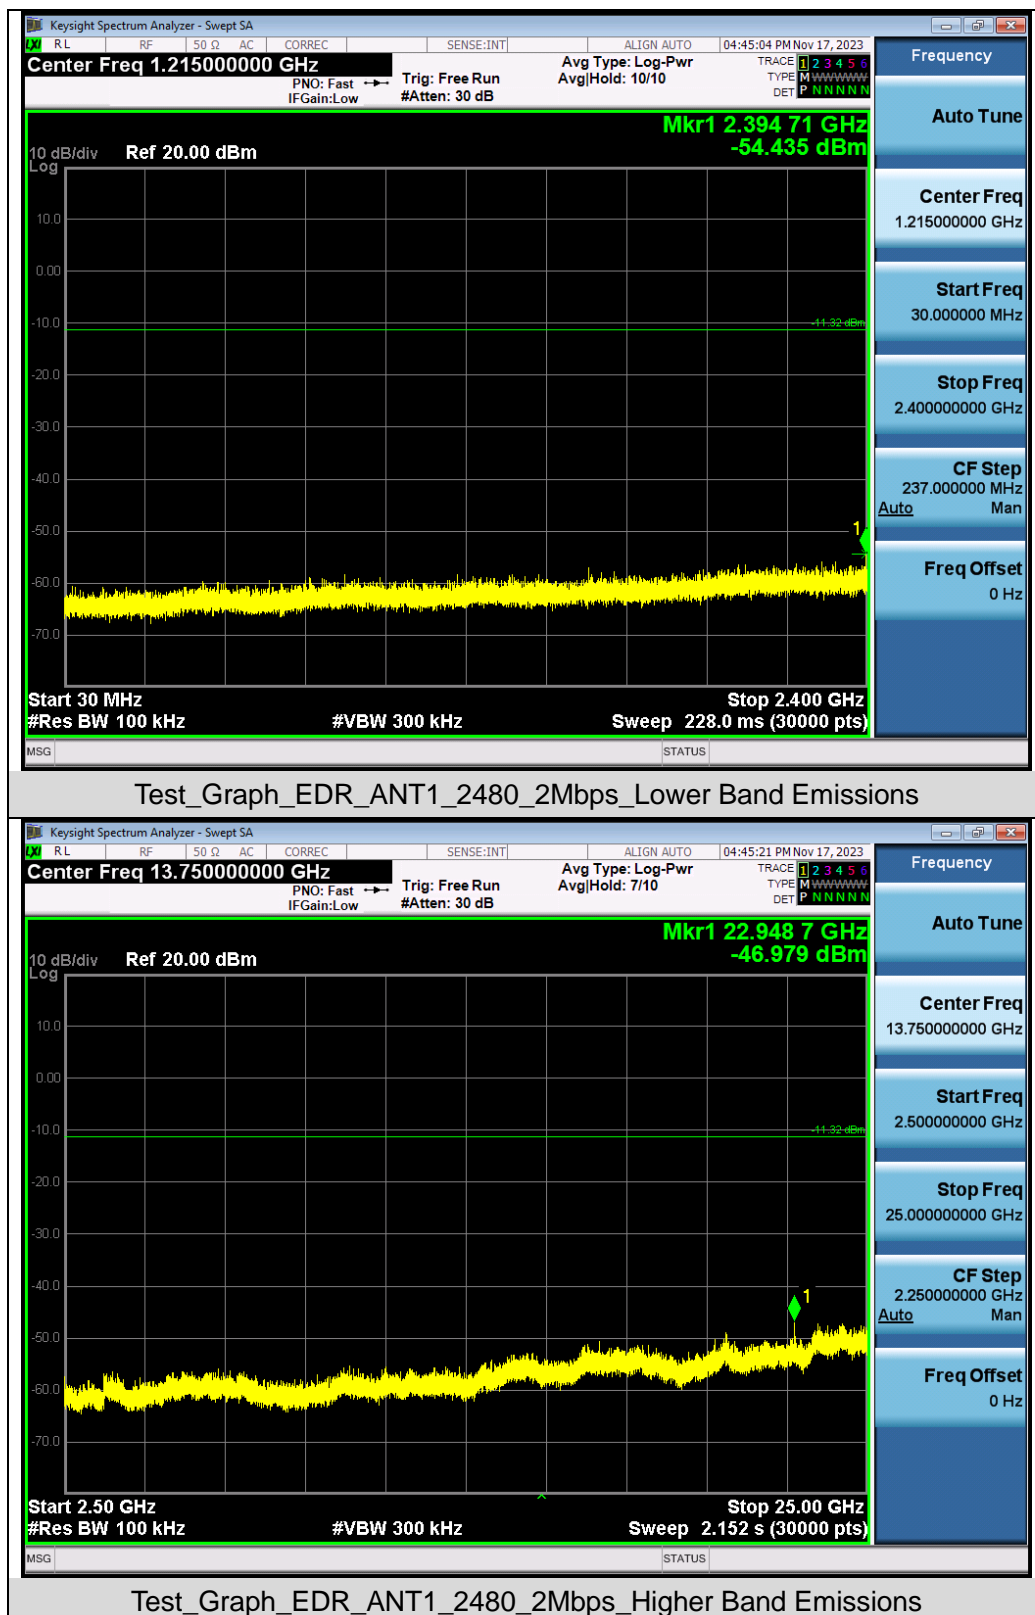 Keysight Spectrum Analyzer - Swept SA
LXI RL RF 50 Ω AC CORREC SENSE:INT ALIGN AUTO 04:45:04 PM Nov 17, 2023
Center Freq 1.215000000 GHz
PNO: Fast
IFGain:Low
Trig: Free Run
#Atten: 30 dB
Avg Type: Log-Pwr
Avg|Hold: 10/10
TRACE 1 2 3 4 5 6
TYPE M WWWWW
DET P N N N N N
Mkr1 2.394 71 GHz
-54.435 dBm
10 dB/div Ref 20.00 dBm
Log
10.0
0.00
-10.0
-11.32 dBm
-20.0
-30.0
-40.0
-50.0
1
-60.0
-70.0
Start 30 MHz Stop 2.400 GHz
#Res BW 100 kHz #VBW 300 kHz Sweep 228.0 ms (30000 pts)
MSG STATUS
Frequency
Auto Tune
Center Freq
1.215000000 GHz
Start Freq
30.000000 MHz
Stop Freq
2.400000000 GHz
CF Step
237.000000 MHz
Auto Man
Freq Offset
0 Hz
Test_Graph_EDR_ANT1_2480_2Mbps_Lower Band Emissions
Keysight Spectrum Analyzer - Swept SA
LXI RL RF 50 Ω AC CORREC SENSE:INT ALIGN AUTO 04:45:21 PM Nov 17, 2023
Center Freq 13.750000000 GHz
PNO: Fast
IFGain:Low
Trig: Free Run
#Atten: 30 dB
Avg Type: Log-Pwr
Avg|Hold: 7/10
TRACE 1 2 3 4 5 6
TYPE M WWWWW
DET P N N N N N
Mkr1 22.948 7 GHz
-46.979 dBm
10 dB/div Ref 20.00 dBm
Log
10.0
0.00
-10.0
-11.32 dBm
-20.0
-30.0
-40.0
1
-50.0
-60.0
-70.0
Start 2.50 GHz Stop 25.00 GHz
#Res BW 100 kHz #VBW 300 kHz Sweep 2.152 s (30000 pts)
MSG STATUS
Frequency
Auto Tune
Center Freq
13.750000000 GHz
Start Freq
2.500000000 GHz
Stop Freq
25.000000000 GHz
CF Step
2.250000000 GHz
Auto Man
Freq Offset
0 Hz
Test_Graph_EDR_ANT1_2480_2Mbps_Higher Band Emissions